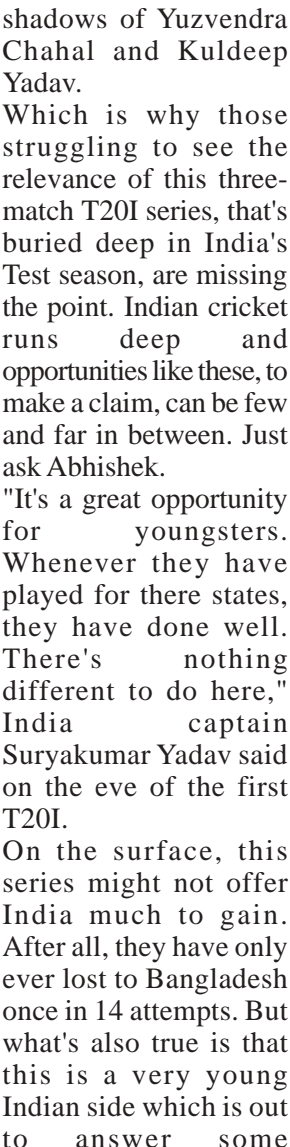 shadows of Yuzvendra
Chahal and Kuldeep
Yadav.
Which is why those
struggling to see the
relevance of this three-
match T20I series, that's
buried deep in India's
Test season, are missing
the point. Indian cricket
runs deep and
opportunities like these, to
make a claim, can be few
and far in between. Just
ask Abhishek.
"It's a great opportunity
for youngsters.
Whenever they have
played for there states,
they have done well.
There's nothing
different to do here,"
India captain
Suryakumar Yadav said
on the eve of the first
T20I.
On the surface, this
series might not offer
India much to gain.
After all, they have only
ever lost to Bangladesh
once in 14 attempts. But
what's also true is that
this is a very young
Indian side which is out
to answer some